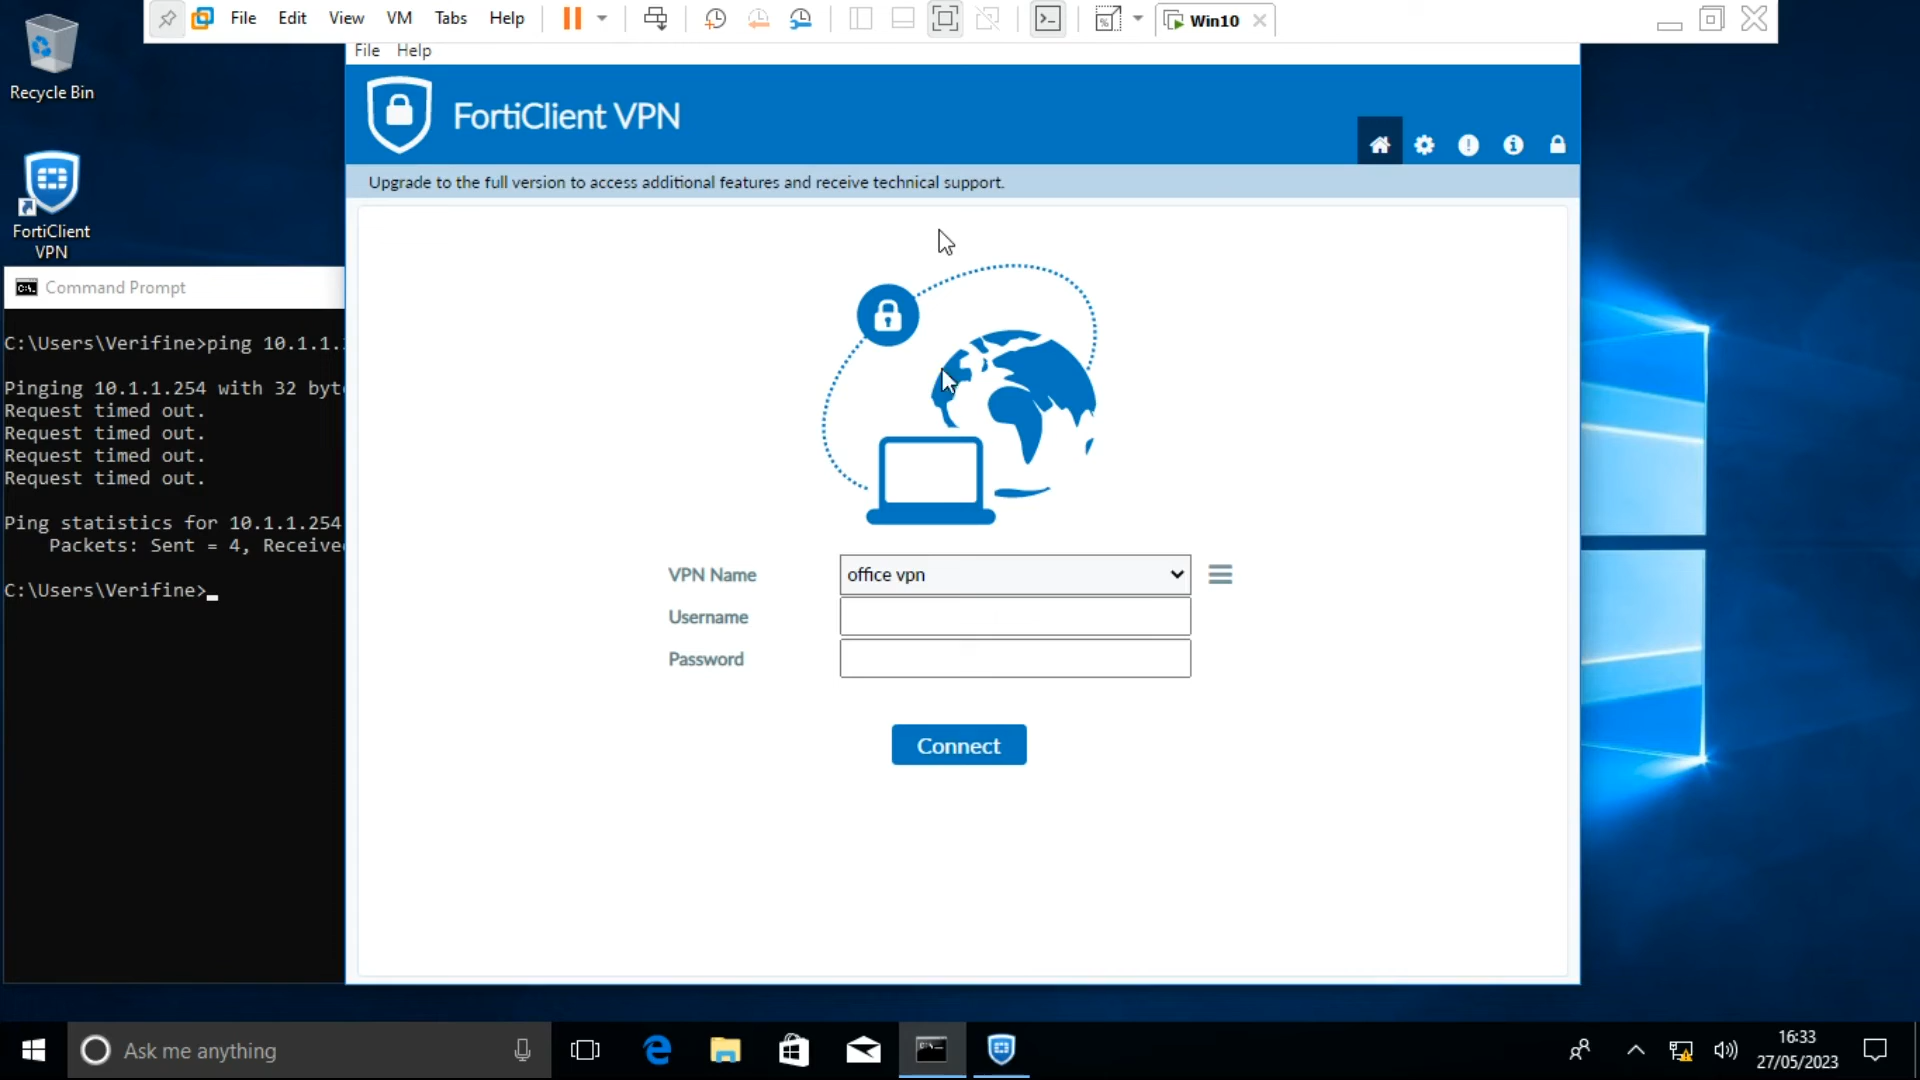 File Edit View VM Tabs Help
Win10
Recycle Bin
FortiClient
VPN
File Help
FortiClient VPN
Upgrade to the full version to access additional features and receive technical support.
Command Prompt
C:\Users\Verifine>ping 10.1.1.
Pinging 10.1.1.254 with 32 byt
Request timed out.
Request timed out.
Request timed out.
Request timed out.
Ping statistics for 10.1.1.254
Packets: Sent = 4, Receive
C:\Users\Verifine>_
VPN Name
office vpn
Username
Password
Connect
Ask me anything
16:33
27/05/2023